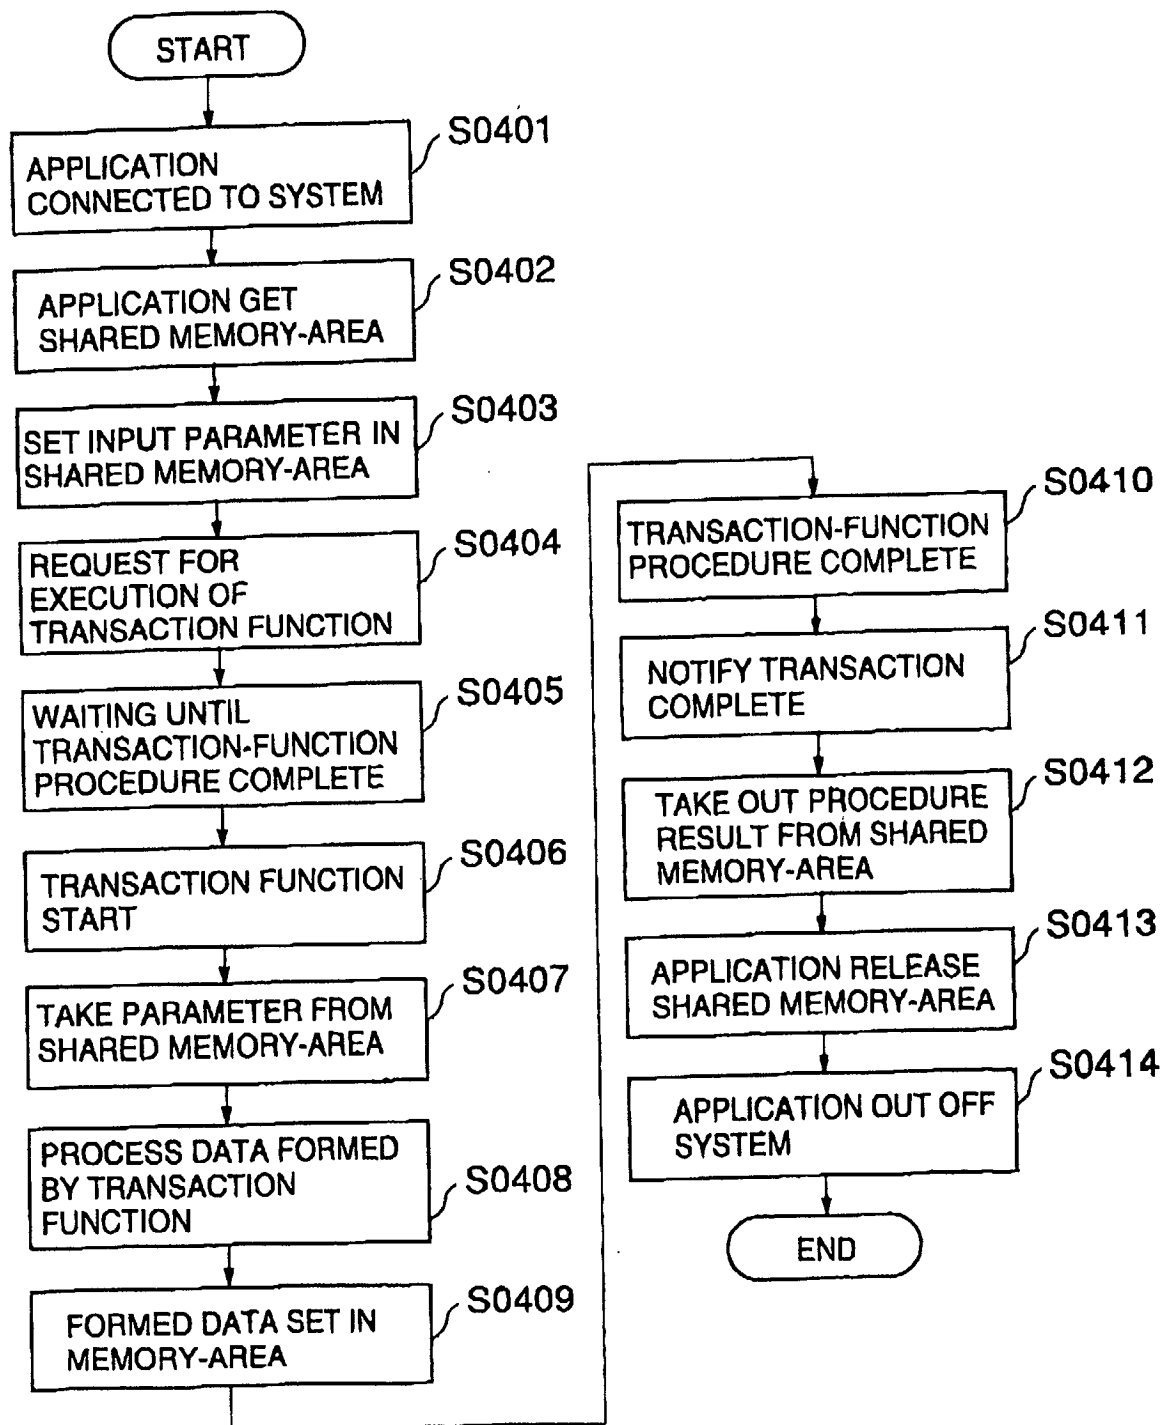 START
S0401
APPLICATION
CONNECTED TO SYSTEM
S0402
APPLICATION GET
SHARED MEMORY-AREA
S0403
SET INPUT PARAMETER IN
SHARED MEMORY-AREA
S0404
REQUEST FOR
EXECUTION OF
TRANSACTION FUNCTION
S0405
WAITING UNTIL
TRANSACTION-FUNCTION
PROCEDURE COMPLETE
S0406
TRANSACTION FUNCTION
START
S0407
TAKE PARAMETER FROM
SHARED MEMORY-AREA
S0408
PROCESS DATA FORMED
BY TRANSACTION
FUNCTION
S0409
FORMED DATA SET IN
MEMORY-AREA
S0410
TRANSACTION-FUNCTION
PROCEDURE COMPLETE
S0411
NOTIFY TRANSACTION
COMPLETE
S0412
TAKE OUT PROCEDURE
RESULT FROM SHARED
MEMORY-AREA
S0413
APPLICATION RELEASE
SHARED MEMORY-AREA
S0414
APPLICATION OUT OFF
SYSTEM
END